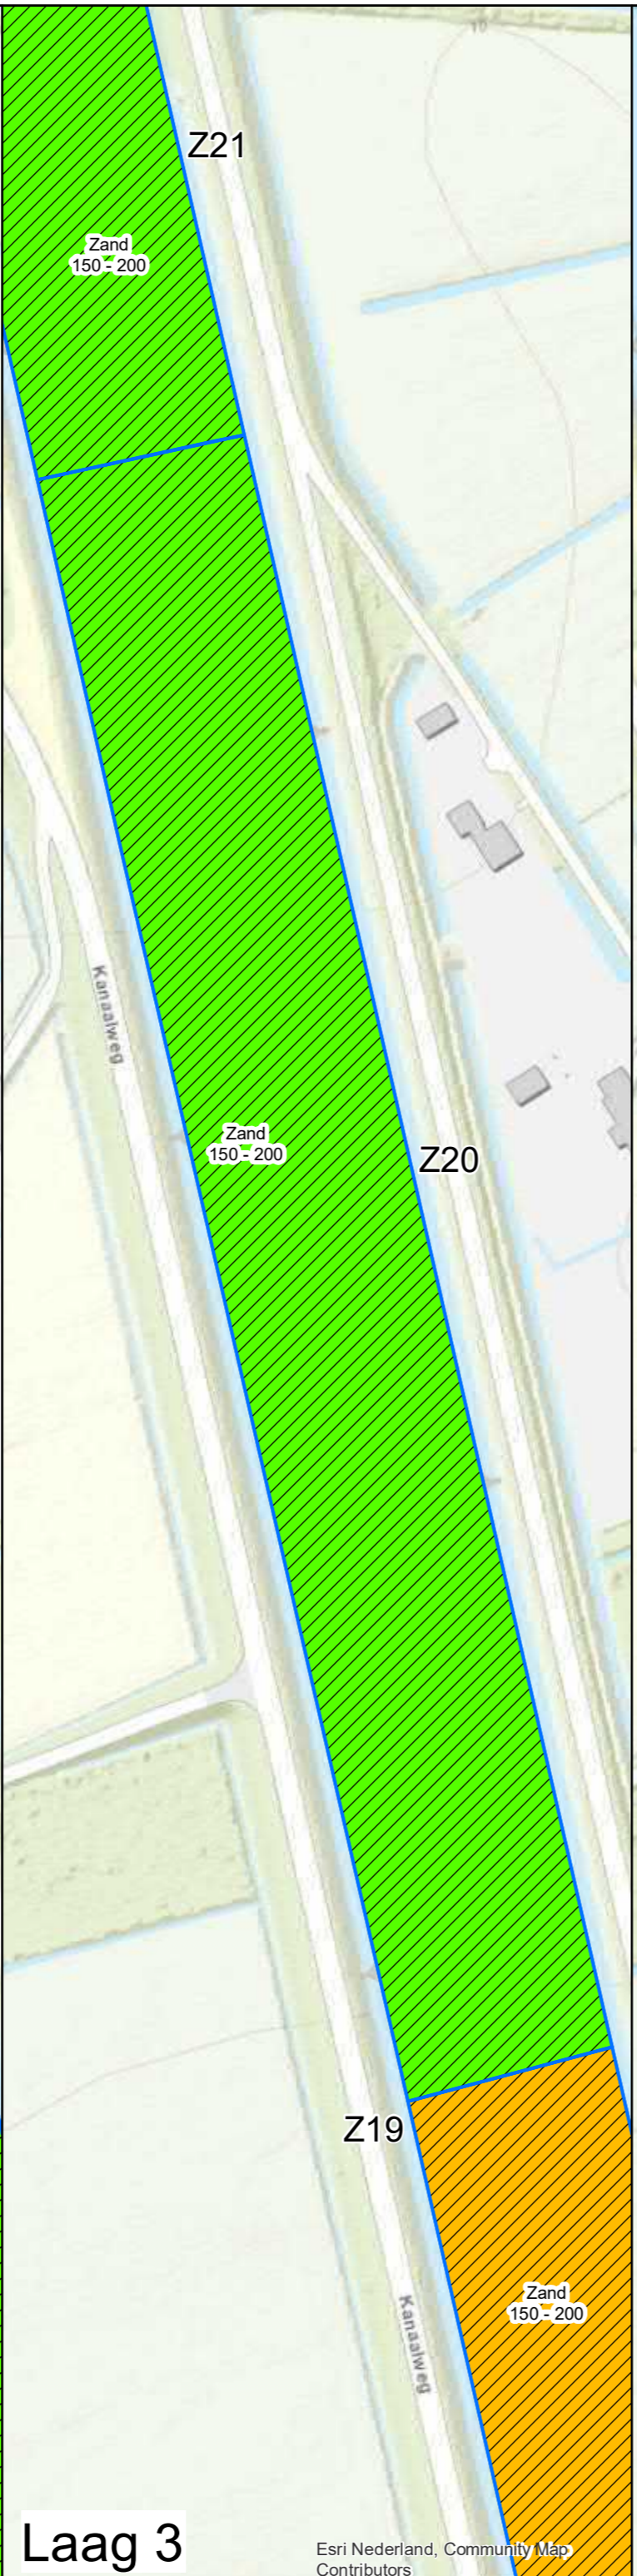 10
Z21
Zand
150 - 200
Kanaalweg
Zand
150 - 200
Z20
Z19
Zand
150 - 200
Kanaalweg
Laag 3
Esri Nederland, Community Map
Contributors